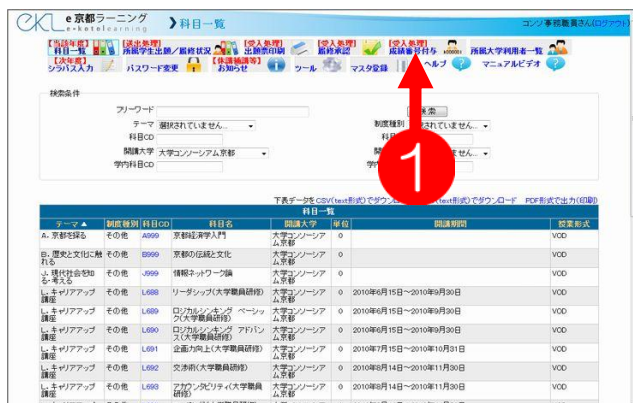 CKL e京都ラーニング 科目一覧 コンソ事務職員さん(ログアウト)
e-kyoto learning
【当該年度】 【送出処理】 【受入処理】 【受入処理】 【受入処理】
科目一覧 所属学生出願/履修状況 出願票印刷 履修承認 成績番号付与 所属大学利用者一覧
【次年度】 【休講補講等】
シラバス入力 パスワード変更 お知らせ ツール マスタ登録 ヘルプ マニュアルビデオ
検索条件
フリーワード 検索
テーマ 選択されていません... 制度種別
科目CD
開講大学 大学コンソーシアム京都
学内科目CD
1
下表データをCSV(text形式)でダウンロード PDF形式で出力(印刷)
科目一覧
テーマ▲ 制度種別 科目CD 科目名 開講大学 単位 開講期間 授業形式
A. 京都を探る その他 A999 京都経済学入門 大学コンソーシアム京都 0 VOD
B. 歴史と文化に触れる その他 B999 京都の伝統と文化 大学コンソーシアム京都 0 VOD
J. 現代社会を知る・考える その他 J999 情報ネットワーク論 大学コンソーシアム京都 0 VOD
L. キャリアアップ講座 その他 L688 リーダシップ(大学職員研修) 大学コンソーシアム京都 0 2010年6月15日～2010年9月30日 VOD
L. キャリアアップ講座 その他 L689 ロジカルシンキング ベーシック(大学職員研修) 大学コンソーシアム京都 0 2010年6月15日～2010年9月30日 VOD
L. キャリアアップ講座 その他 L690 ロジカルシンキング アドバンス(大学職員研修) 大学コンソーシアム京都 0 2010年6月15日～2010年9月30日 VOD
L. キャリアアップ講座 その他 L691 企画力向上(大学職員研修) 大学コンソーシアム京都 0 2010年7月15日～2010年10月31日 VOD
L. キャリアアップ講座 その他 L692 交渉術(大学職員研修) 大学コンソーシアム京都 0 2010年8月14日～2010年11月30日 VOD
L. キャリアアップ講座 その他 L693 アカウンタビリティ(大学職員研修) 大学コンソーシアム京都 0 2010年8月14日～2010年11月30日 VOD